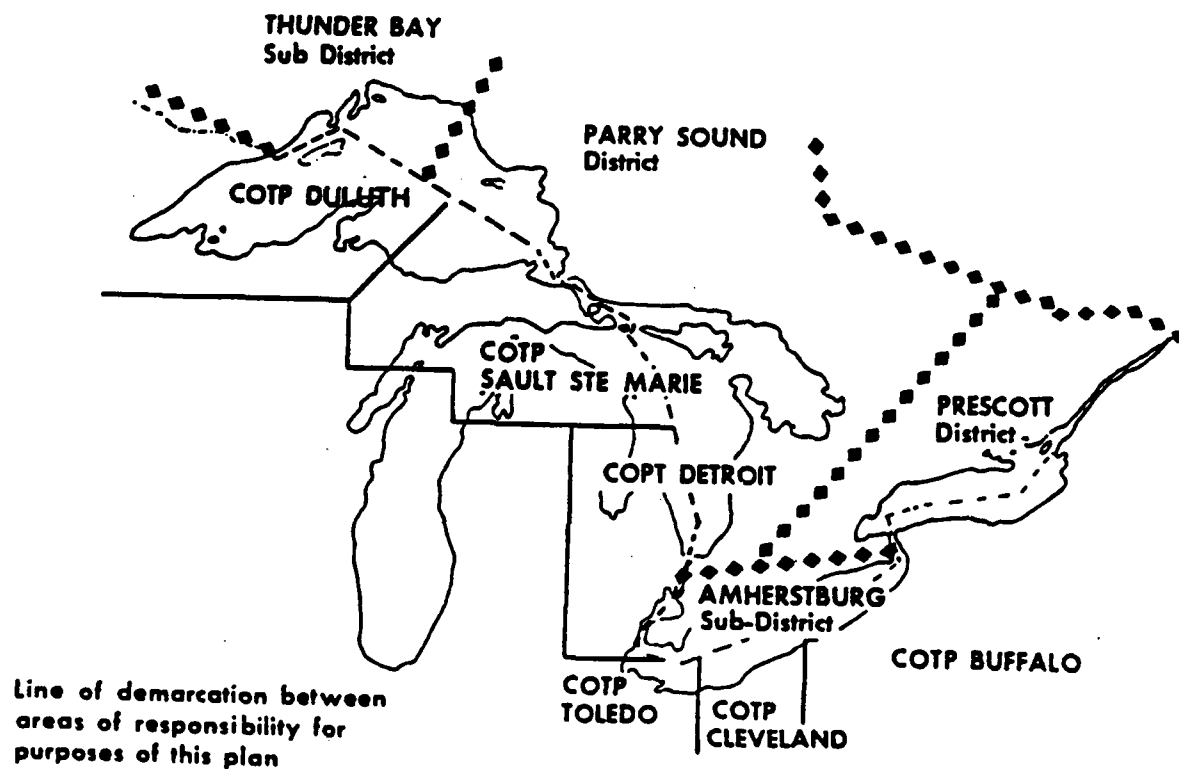 THUNDER BAY
Sub District
PARRY SOUND
District
COTP DULUTH
COTP
SAULT STE MARIE
PRESCOTT
District
COPT DETROIT
AMHERSTBURG
Sub-District
COTP BUFFALO
COTP
TOLEDO
COTP
CLEVELAND
Line of demarcation between
areas of responsibility for
purposes of this plan